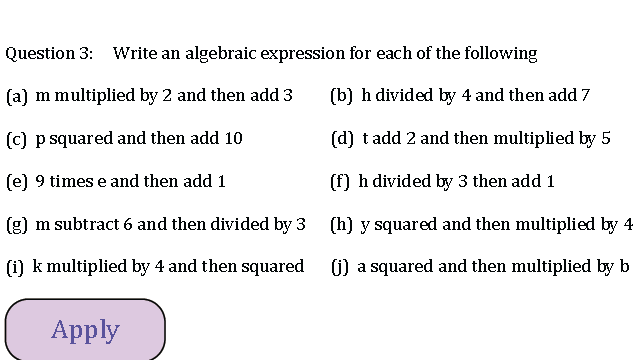 Question 3: Write an algebraic expression for each of the following
(a) m multiplied by 2 and then add 3 (b) h divided by 4 and then add 7
(c) p squared and then add 10 (d) t add 2 and then multiplied by 5
(e) 9 times e and then add 1 (f) h divided by 3 then add 1
(g) m subtract 6 and then divided by 3 (h) y squared and then multiplied by 4
(i) k multiplied by 4 and then squared (j) a squared and then multiplied by b
Apply